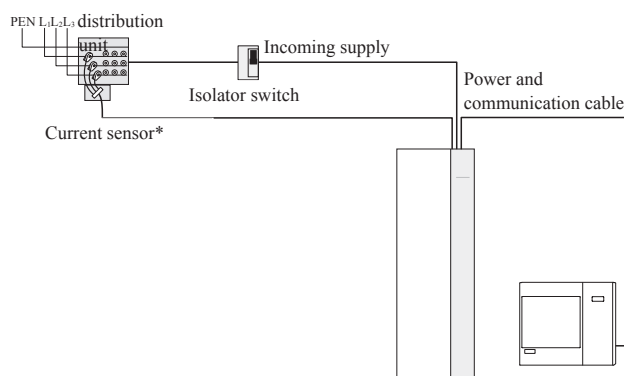 PEN L₁L₂L₃ distribution
unit
Incoming supply
Isolator switch
Power and
communication cable
Current sensor*